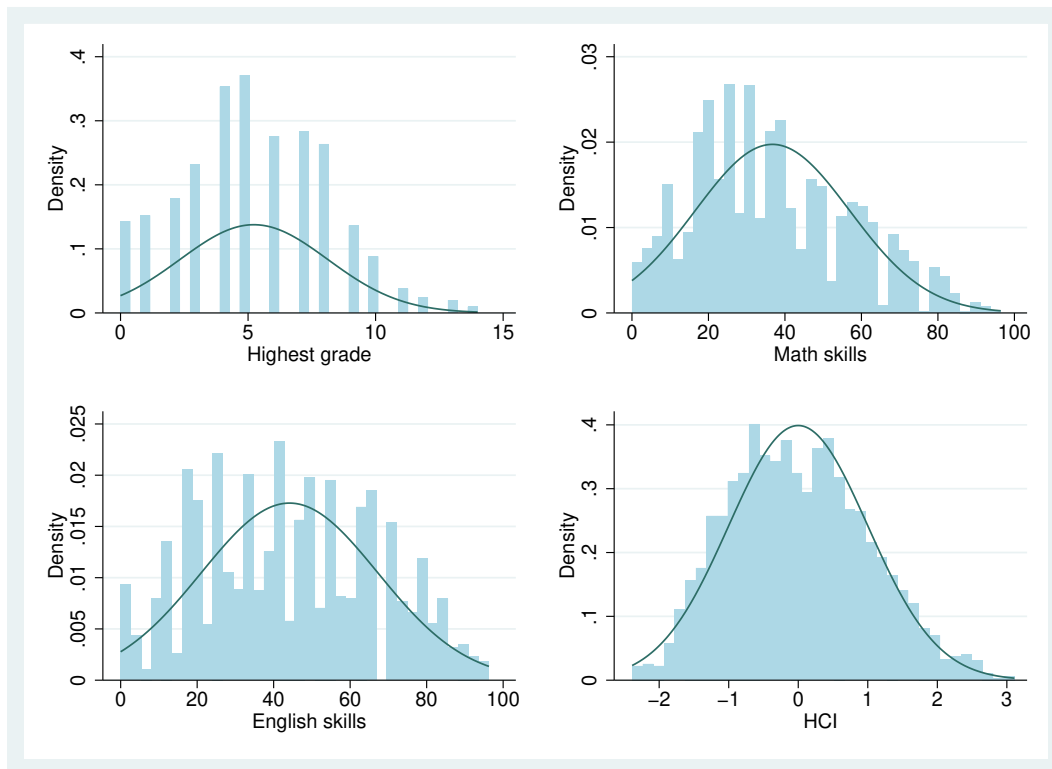 Density
0 .1 .2 .3 .4
0 5 10 15
Highest grade
Density
0 .01 .02 .03
0 20 40 60 80 100
Math skills
Density
0 .005 .01 .015 .02 .025
0 20 40 60 80 100
English skills
Density
0 .1 .2 .3 .4
−2 −1 0 1 2 3
HCI